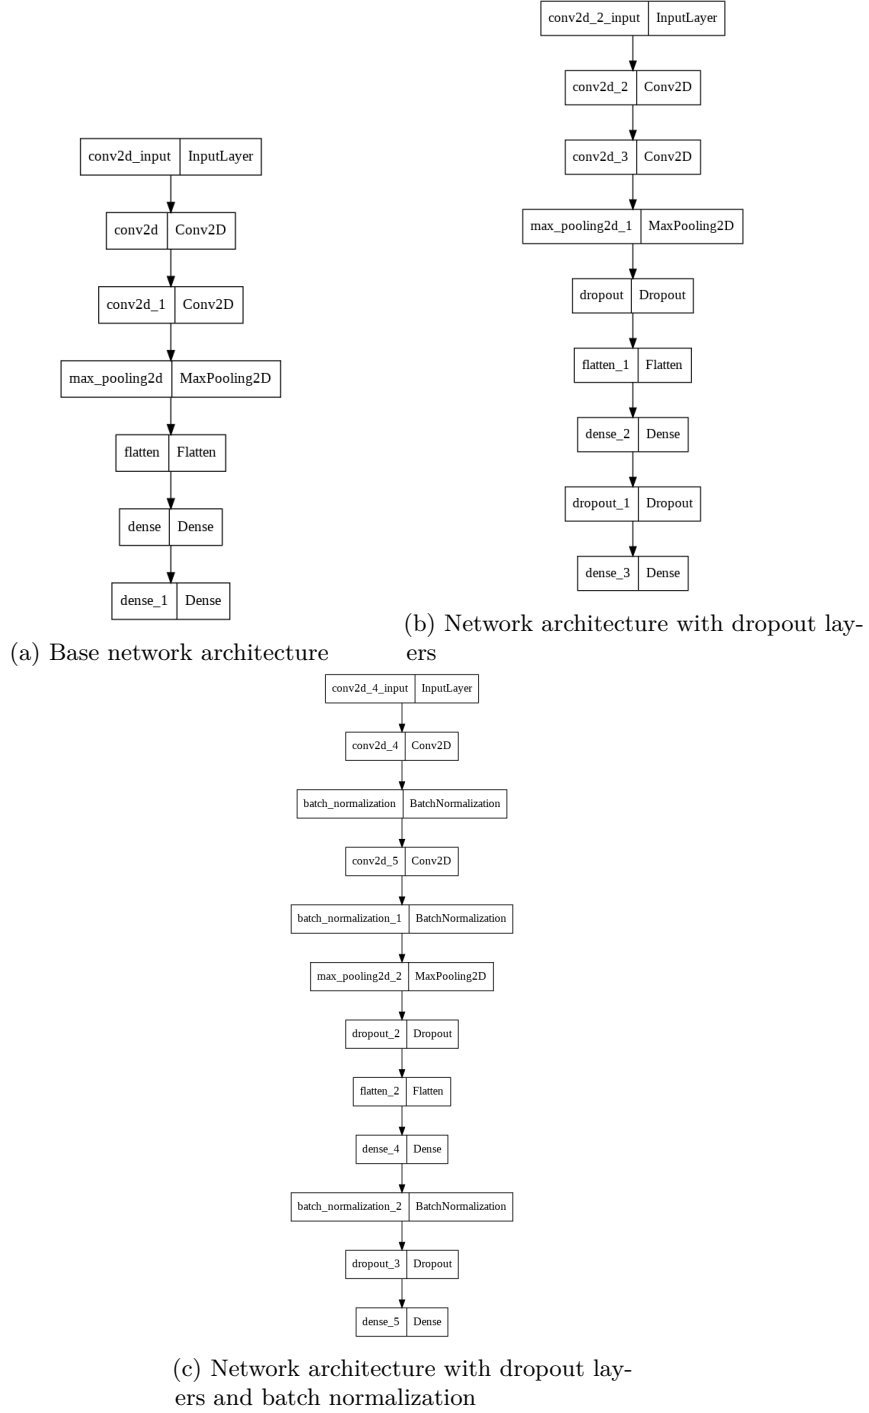 conv2d_input InputLayer
conv2d Conv2D
conv2d_1 Conv2D
max_pooling2d MaxPooling2D
flatten Flatten
dense Dense
dense_1 Dense
(a) Base network architecture
conv2d_2_input InputLayer
conv2d_2 Conv2D
conv2d_3 Conv2D
max_pooling2d_1 MaxPooling2D
dropout Dropout
flatten_1 Flatten
dense_2 Dense
dropout_1 Dropout
dense_3 Dense
(b) Network architecture with dropout lay-
ers
conv2d_4_input InputLayer
conv2d_4 Conv2D
batch_normalization BatchNormalization
conv2d_5 Conv2D
batch_normalization_1 BatchNormalization
max_pooling2d_2 MaxPooling2D
dropout_2 Dropout
flatten_2 Flatten
dense_4 Dense
batch_normalization_2 BatchNormalization
dropout_3 Dropout
dense_5 Dense
(c) Network architecture with dropout lay-
ers and batch normalization